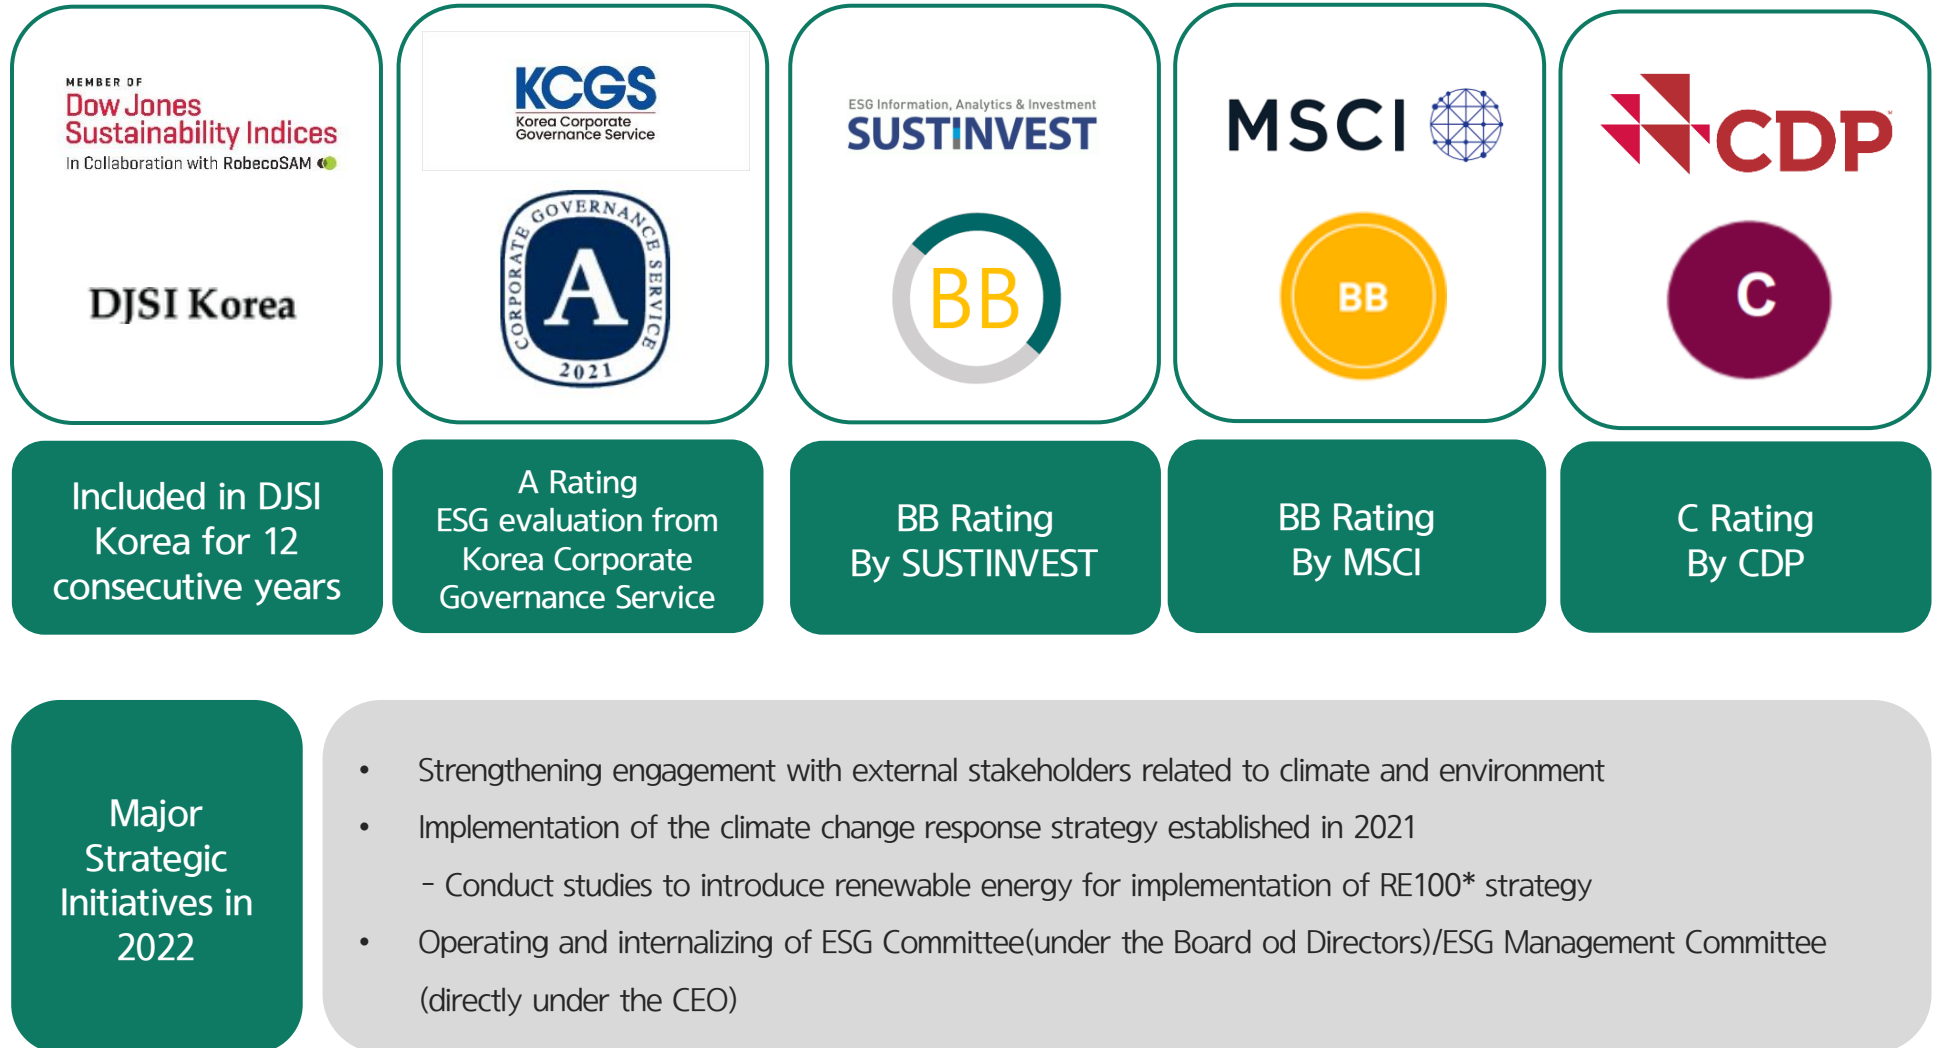 MEMBER OF
Dow Jones
Sustainability Indices
In Collaboration with RobecoSAM
DJSI Korea
KCGS
Korea Corporate
Governance Service
CORPORATE GOVERNANCE SERVICE
A
2021
ESG Information, Analytics & Investment
SUSTINVEST
BB
MSCI
BB
CDP
C
Included in DJSI
Korea for 12
consecutive years
A Rating
ESG evaluation from
Korea Corporate
Governance Service
BB Rating
By SUSTINVEST
BB Rating
By MSCI
C Rating
By CDP
Major
Strategic
Initiatives in
2022
• Strengthening engagement with external stakeholders related to climate and environment
• Implementation of the climate change response strategy established in 2021
- Conduct studies to introduce renewable energy for implementation of RE100* strategy
• Operating and internalizing of ESG Committee(under the Board od Directors)/ESG Management Committee
(directly under the CEO)